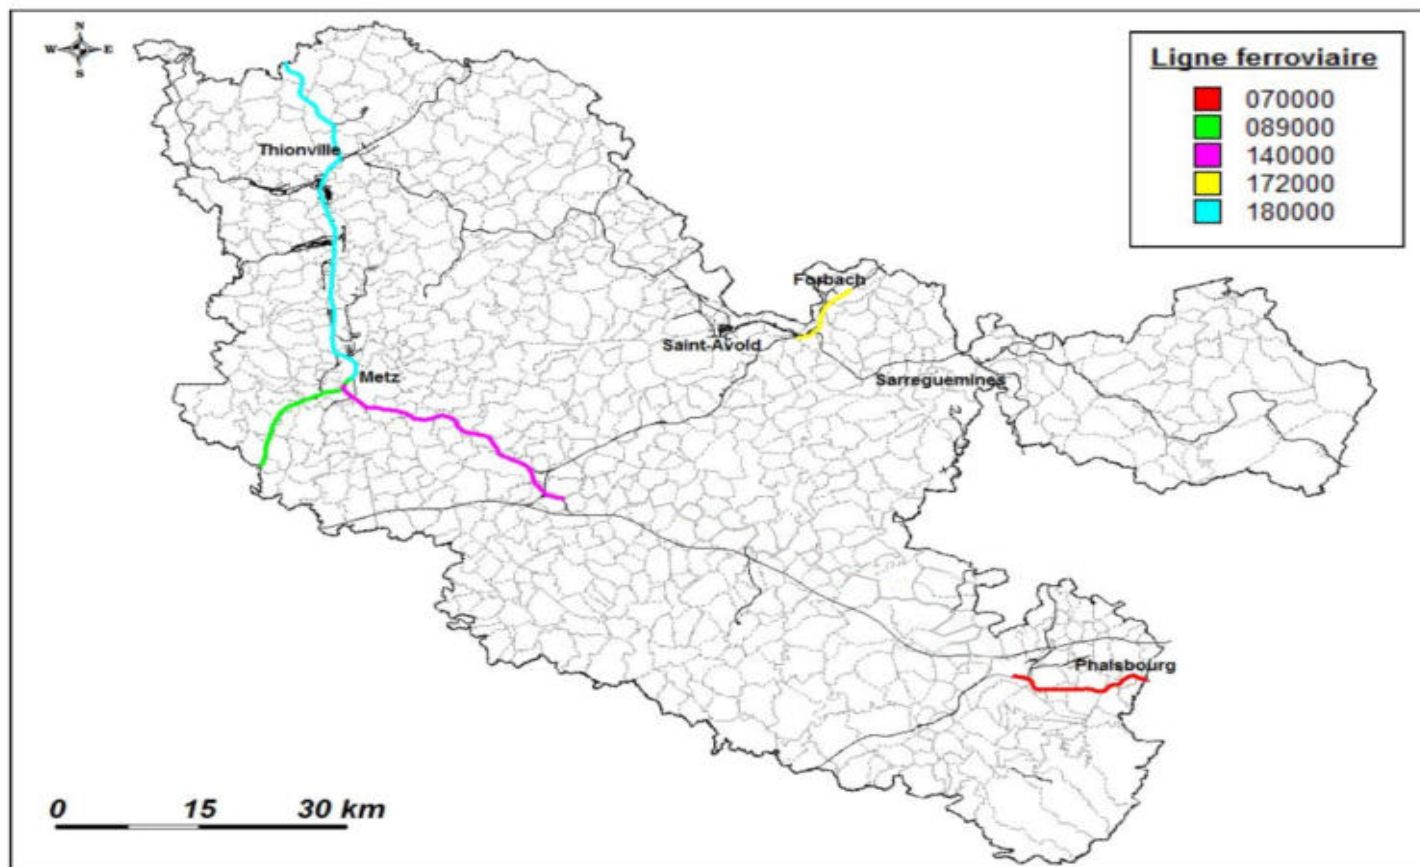 N
W E
S
Ligne ferroviaire
070000
089000
140000
172000
180000
Thionville
Forbach
Saint-Avold
Sarreguemines
Metz
Phalsbourg
0 15 30 km